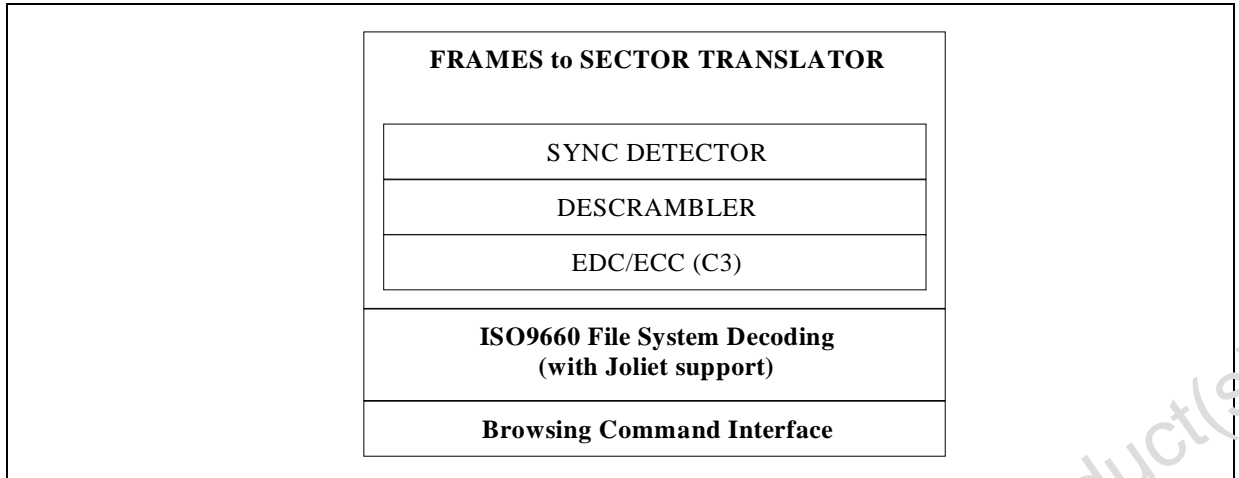 FRAMES to SECTOR TRANSLATOR
SYNC DETECTOR
DESCRAMBLER
EDC/ECC (C3)
ISO9660 File System Decoding
(with Joliet support)
Browsing Command Interface